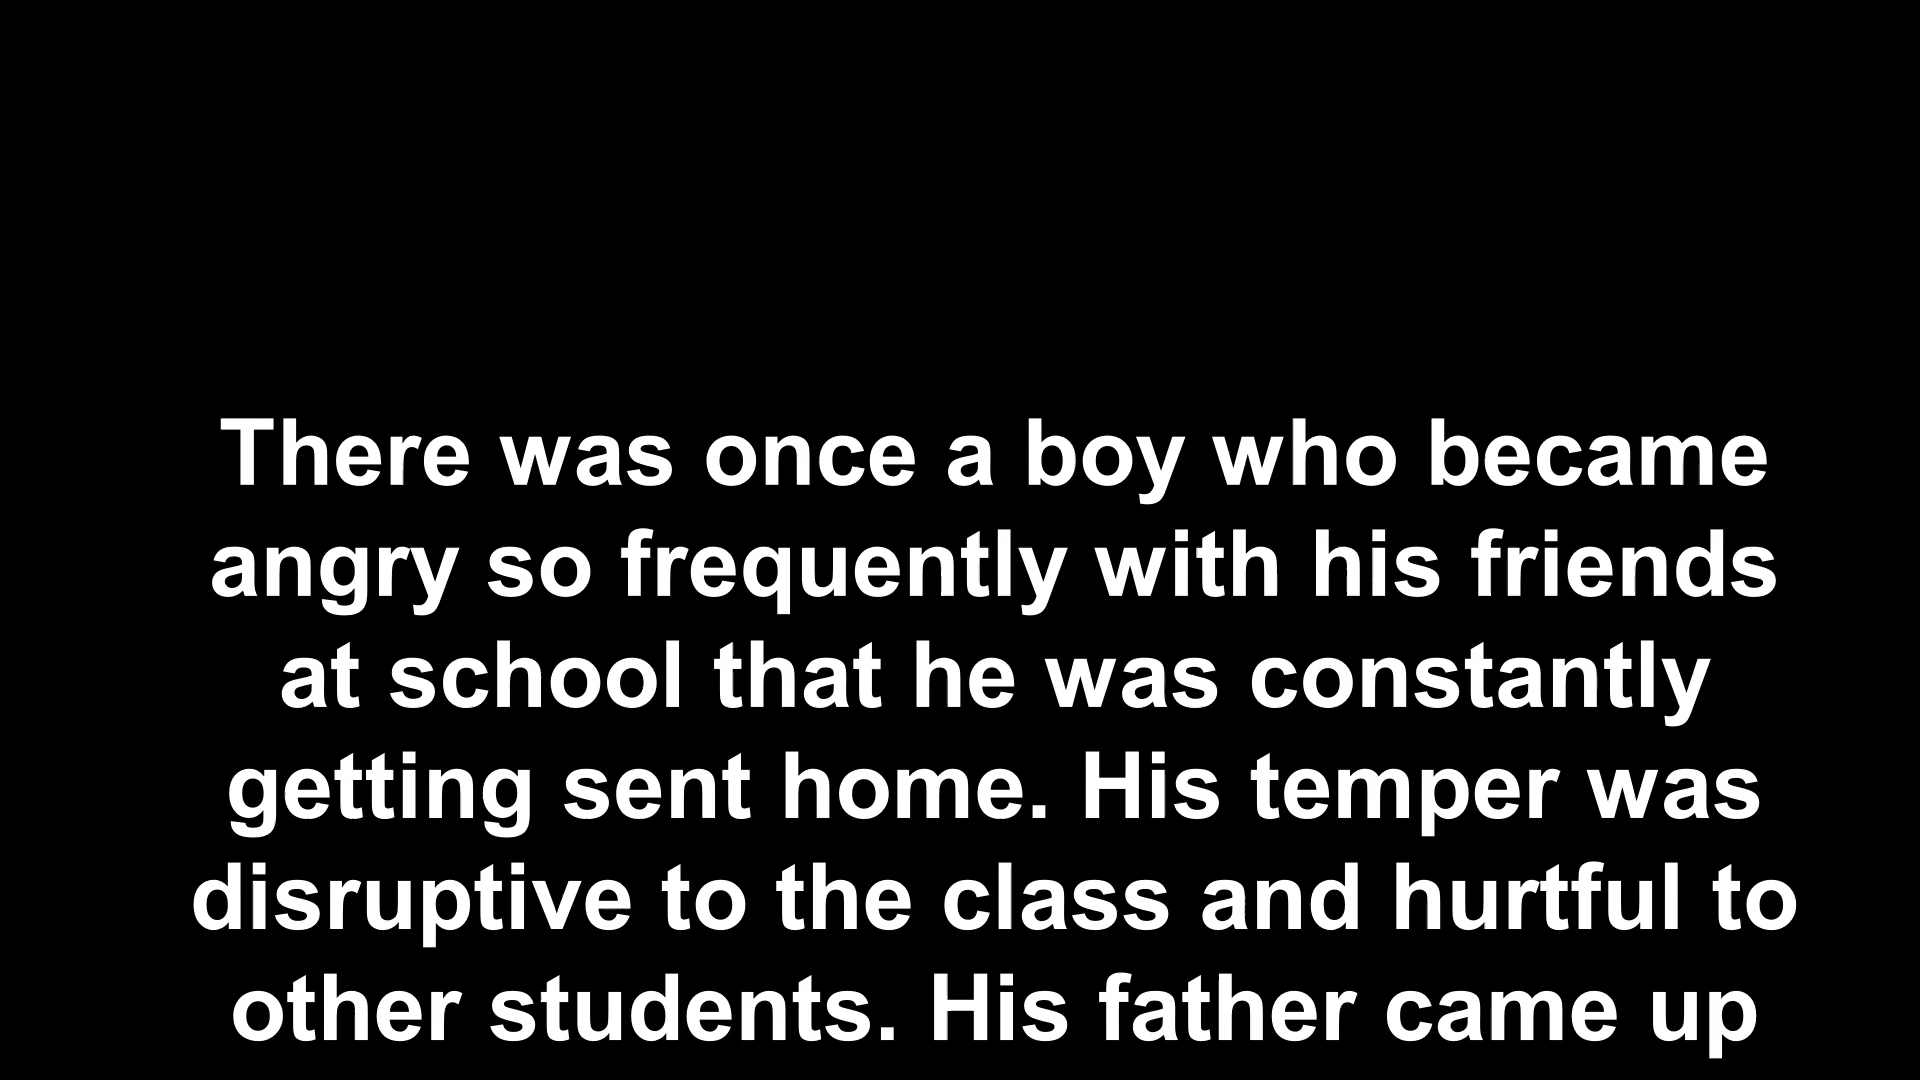 There was once a boy who became
angry so frequently with his friends
at school that he was constantly
getting sent home. His temper was
disruptive to the class and hurtful to
other students. His father came up